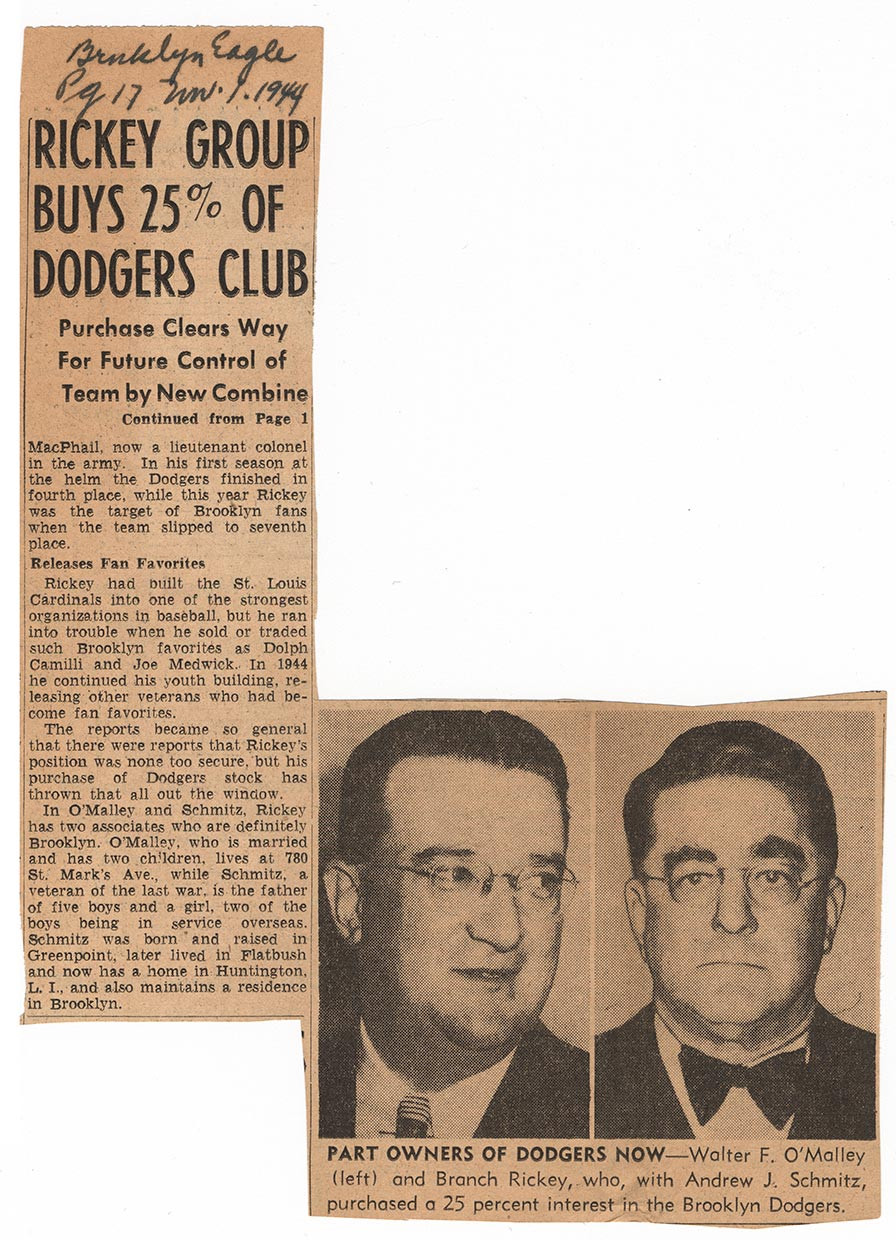 Brooklyn Eagle
Pg 17 Nov. 1. 1944
RICKEY GROUP
BUYS 25% OF
DODGERS CLUB
Purchase Clears Way
For Future Control of
Team by New Combine
Continued from Page 1
MacPhail, now a lieutenant colonel
in the army. In his first season at
the helm the Dodgers finished in
fourth place, while this year Rickey
was the target of Brooklyn fans
when the team slipped to seventh
place.
Releases Fan Favorites
Rickey had built the St. Louis
Cardinals into one of the strongest
organizations in baseball, but he ran
into trouble when he sold or traded
such Brooklyn favorites as Dolph
Camilli and Joe Medwick. In 1944
he continued his youth building, re-
leasing other veterans who had be-
come fan favorites.
The reports became so general
that there were reports that Rickey's
position was none too secure, but his
purchase of Dodgers stock has
thrown that all out the window.
In O'Malley and Schmitz, Rickey
has two associates who are definitely
Brooklyn. O'Malley, who is married
and has two children, lives at 780
St. Mark's Ave., while Schmitz, a
veteran of the last war, is the father
of five boys and a girl, two of the
boys being in service overseas.
Schmitz was born and raised in
Greenpoint, later lived in Flatbush
and now has a home in Huntington,
L. I., and also maintains a residence
in Brooklyn.
PART OWNERS OF DODGERS NOW—Walter F. O'Malley
(left) and Branch Rickey, who, with Andrew J. Schmitz,
purchased a 25 percent interest in the Brooklyn Dodgers.